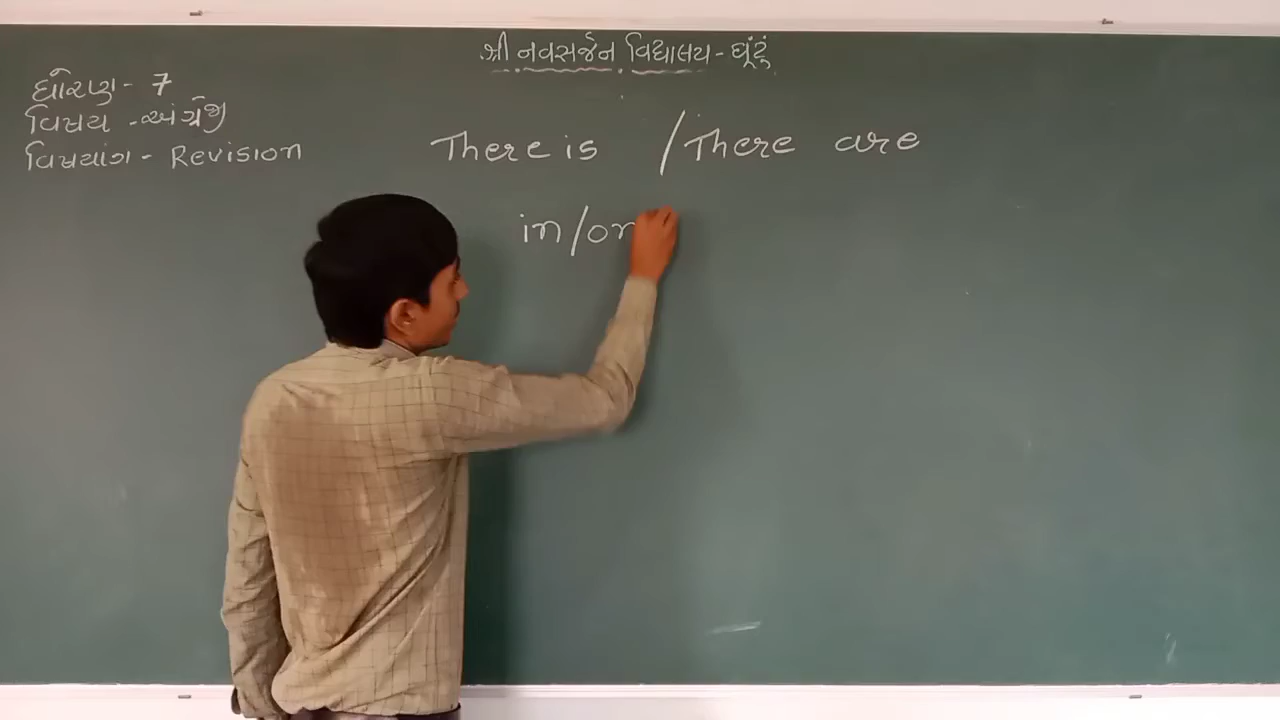 શ્રી નવસર્જન વિદ્યાલય - ઘૂંટું
ધોરણ - 7
વિષય - અંગ્રેજી
વિષયાંગ - Revision
There is / There are
in/on